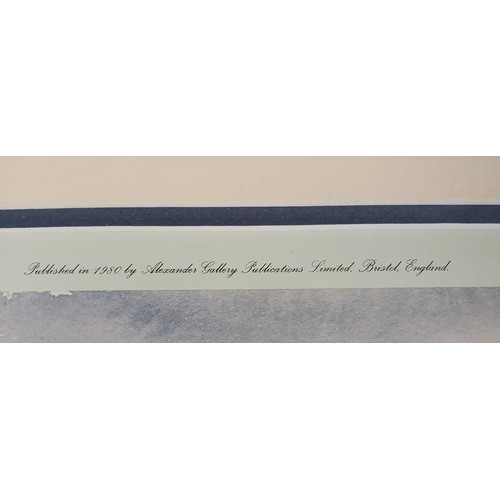 Published in 1980 by Alexander Gallery Publications Limited, Bristol, England.